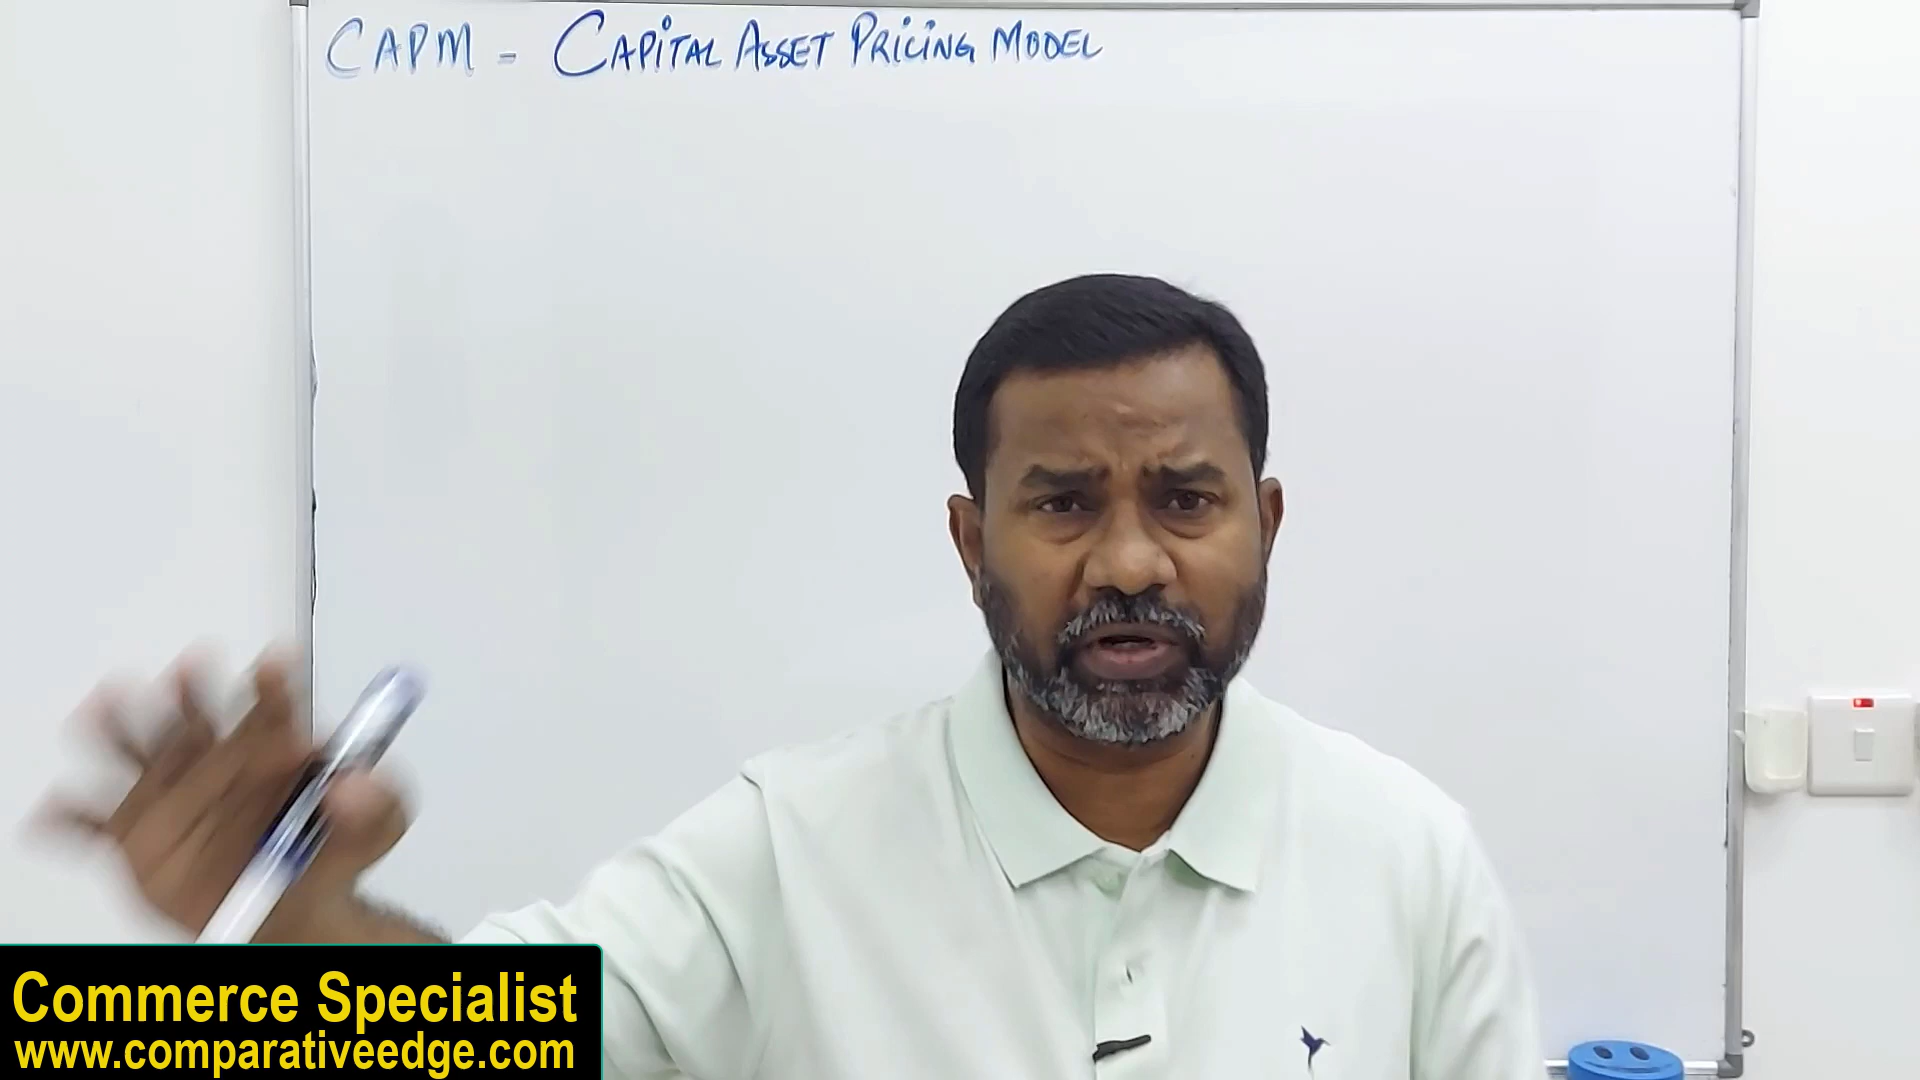 CAPM - CAPITAL ASSET PRICING MODEL
Commerce Specialist
www.comparativeedge.com